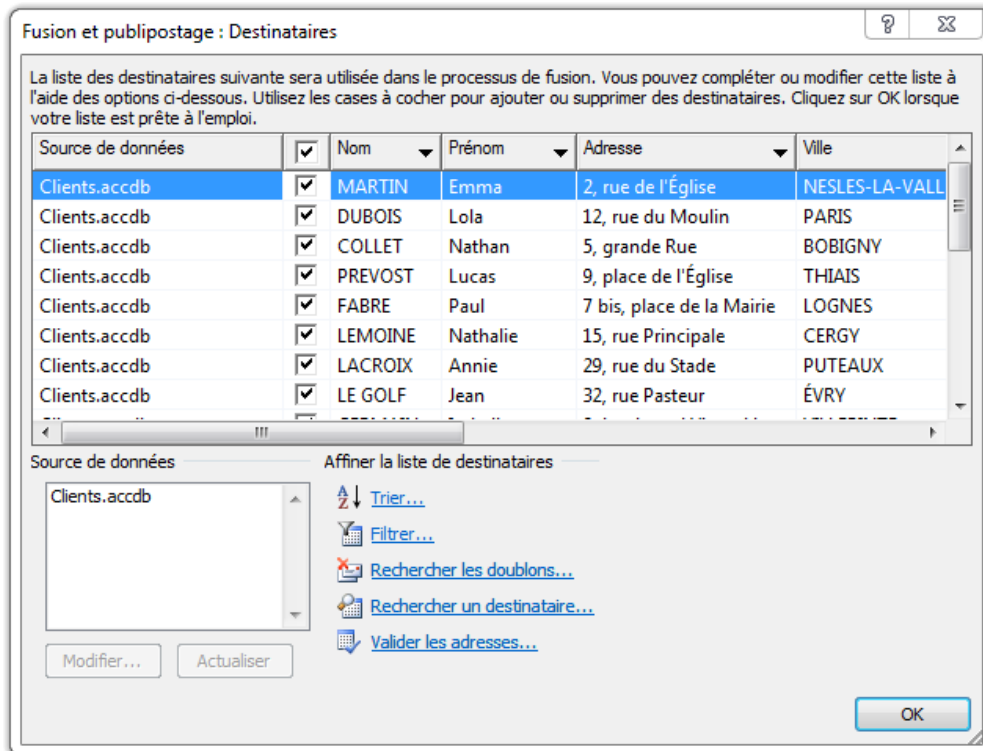 Fusion et publipostage : Destinataires
La liste des destinataires suivante sera utilisée dans le processus de fusion. Vous pouvez compléter ou modifier cette liste à
l'aide des options ci-dessous. Utilisez les cases à cocher pour ajouter ou supprimer des destinataires. Cliquez sur OK lorsque
votre liste est prête à l'emploi.
Source de données Nom Prénom Adresse Ville
Clients.accdb MARTIN Emma 2, rue de l'Église NESLES-LA-VALL
Clients.accdb DUBOIS Lola 12, rue du Moulin PARIS
Clients.accdb COLLET Nathan 5, grande Rue BOBIGNY
Clients.accdb PREVOST Lucas 9, place de l'Église THIAIS
Clients.accdb FABRE Paul 7 bis, place de la Mairie LOGNES
Clients.accdb LEMOINE Nathalie 15, rue Principale CERGY
Clients.accdb LACROIX Annie 29, rue du Stade PUTEAUX
Clients.accdb LE GOLF Jean 32, rue Pasteur ÉVRY
Source de données Affiner la liste de destinataires
Clients.accdb
Trier...
Filtrer...
Rechercher les doublons...
Rechercher un destinataire...
Valider les adresses...
Modifier... Actualiser
OK